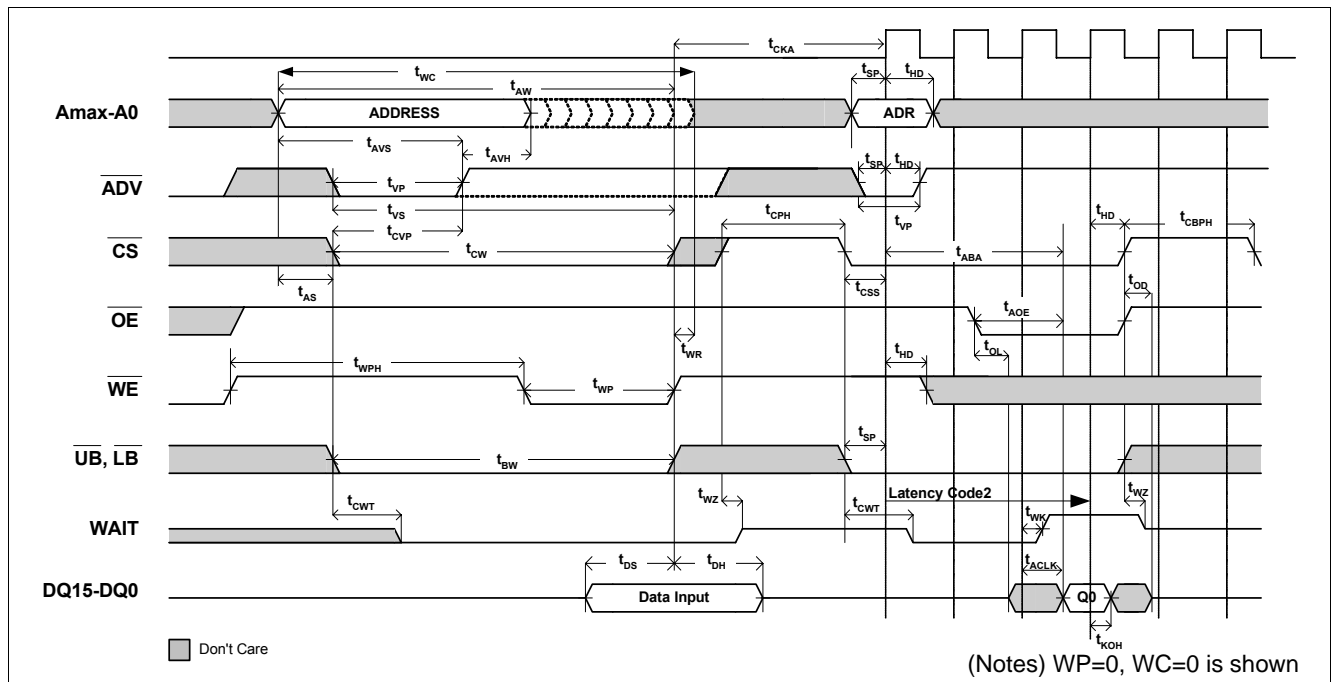 tCKA
tWC
tSP
tHD
tAW
Amax-A0
ADDRESS
ADR
tAVS
tAVH
tSP
tHD
ADV
tVP
tVS
tCPH
tVP
tHD
tCBPH
tCVP
CS
tCW
tABA
tAS
tCSS
tOD
OE
tAOE
tWR
tOL
tWPH
tHD
WE
tWP
tSP
UB, LB
tBW
tWZ
Latency Code2
tWZ
tCWT
tCWT
tWK
WAIT
tDS
tDH
tACLK
DQ15-DQ0
Data Input
Q0
tKOH
Don't Care
(Notes) WP=0, WC=0 is shown